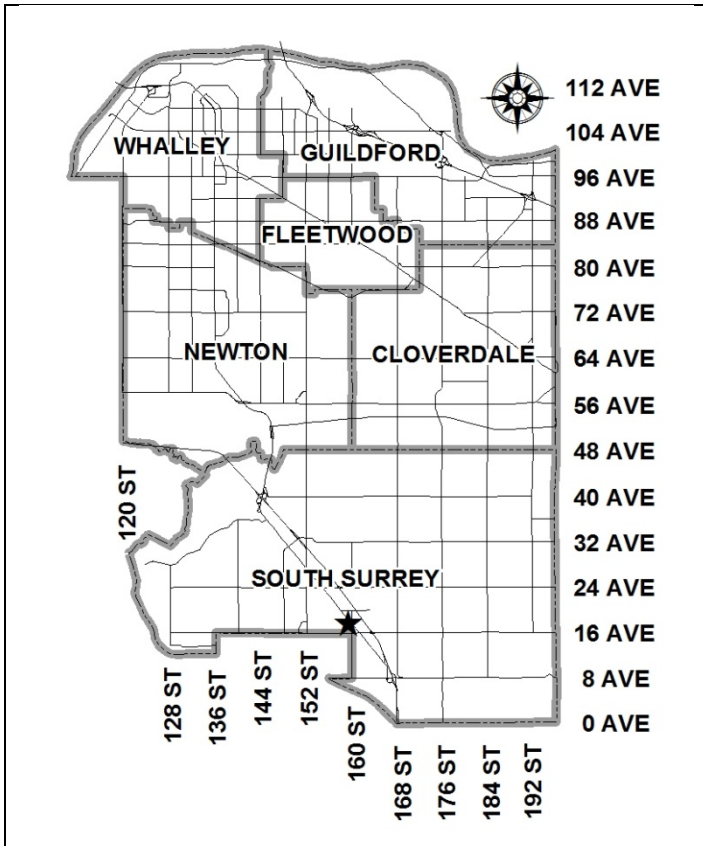 112 AVE
104 AVE
WHALLEY
GUILDFORD
96 AVE
88 AVE
FLEETWOOD
80 AVE
72 AVE
NEWTON
CLOVERDALE
64 AVE
56 AVE
48 AVE
120 ST
40 AVE
32 AVE
SOUTH SURREY
24 AVE
16 AVE
128 ST
136 ST
144 ST
152 ST
160 ST
8 AVE
0 AVE
168 ST
176 ST
184 ST
192 ST